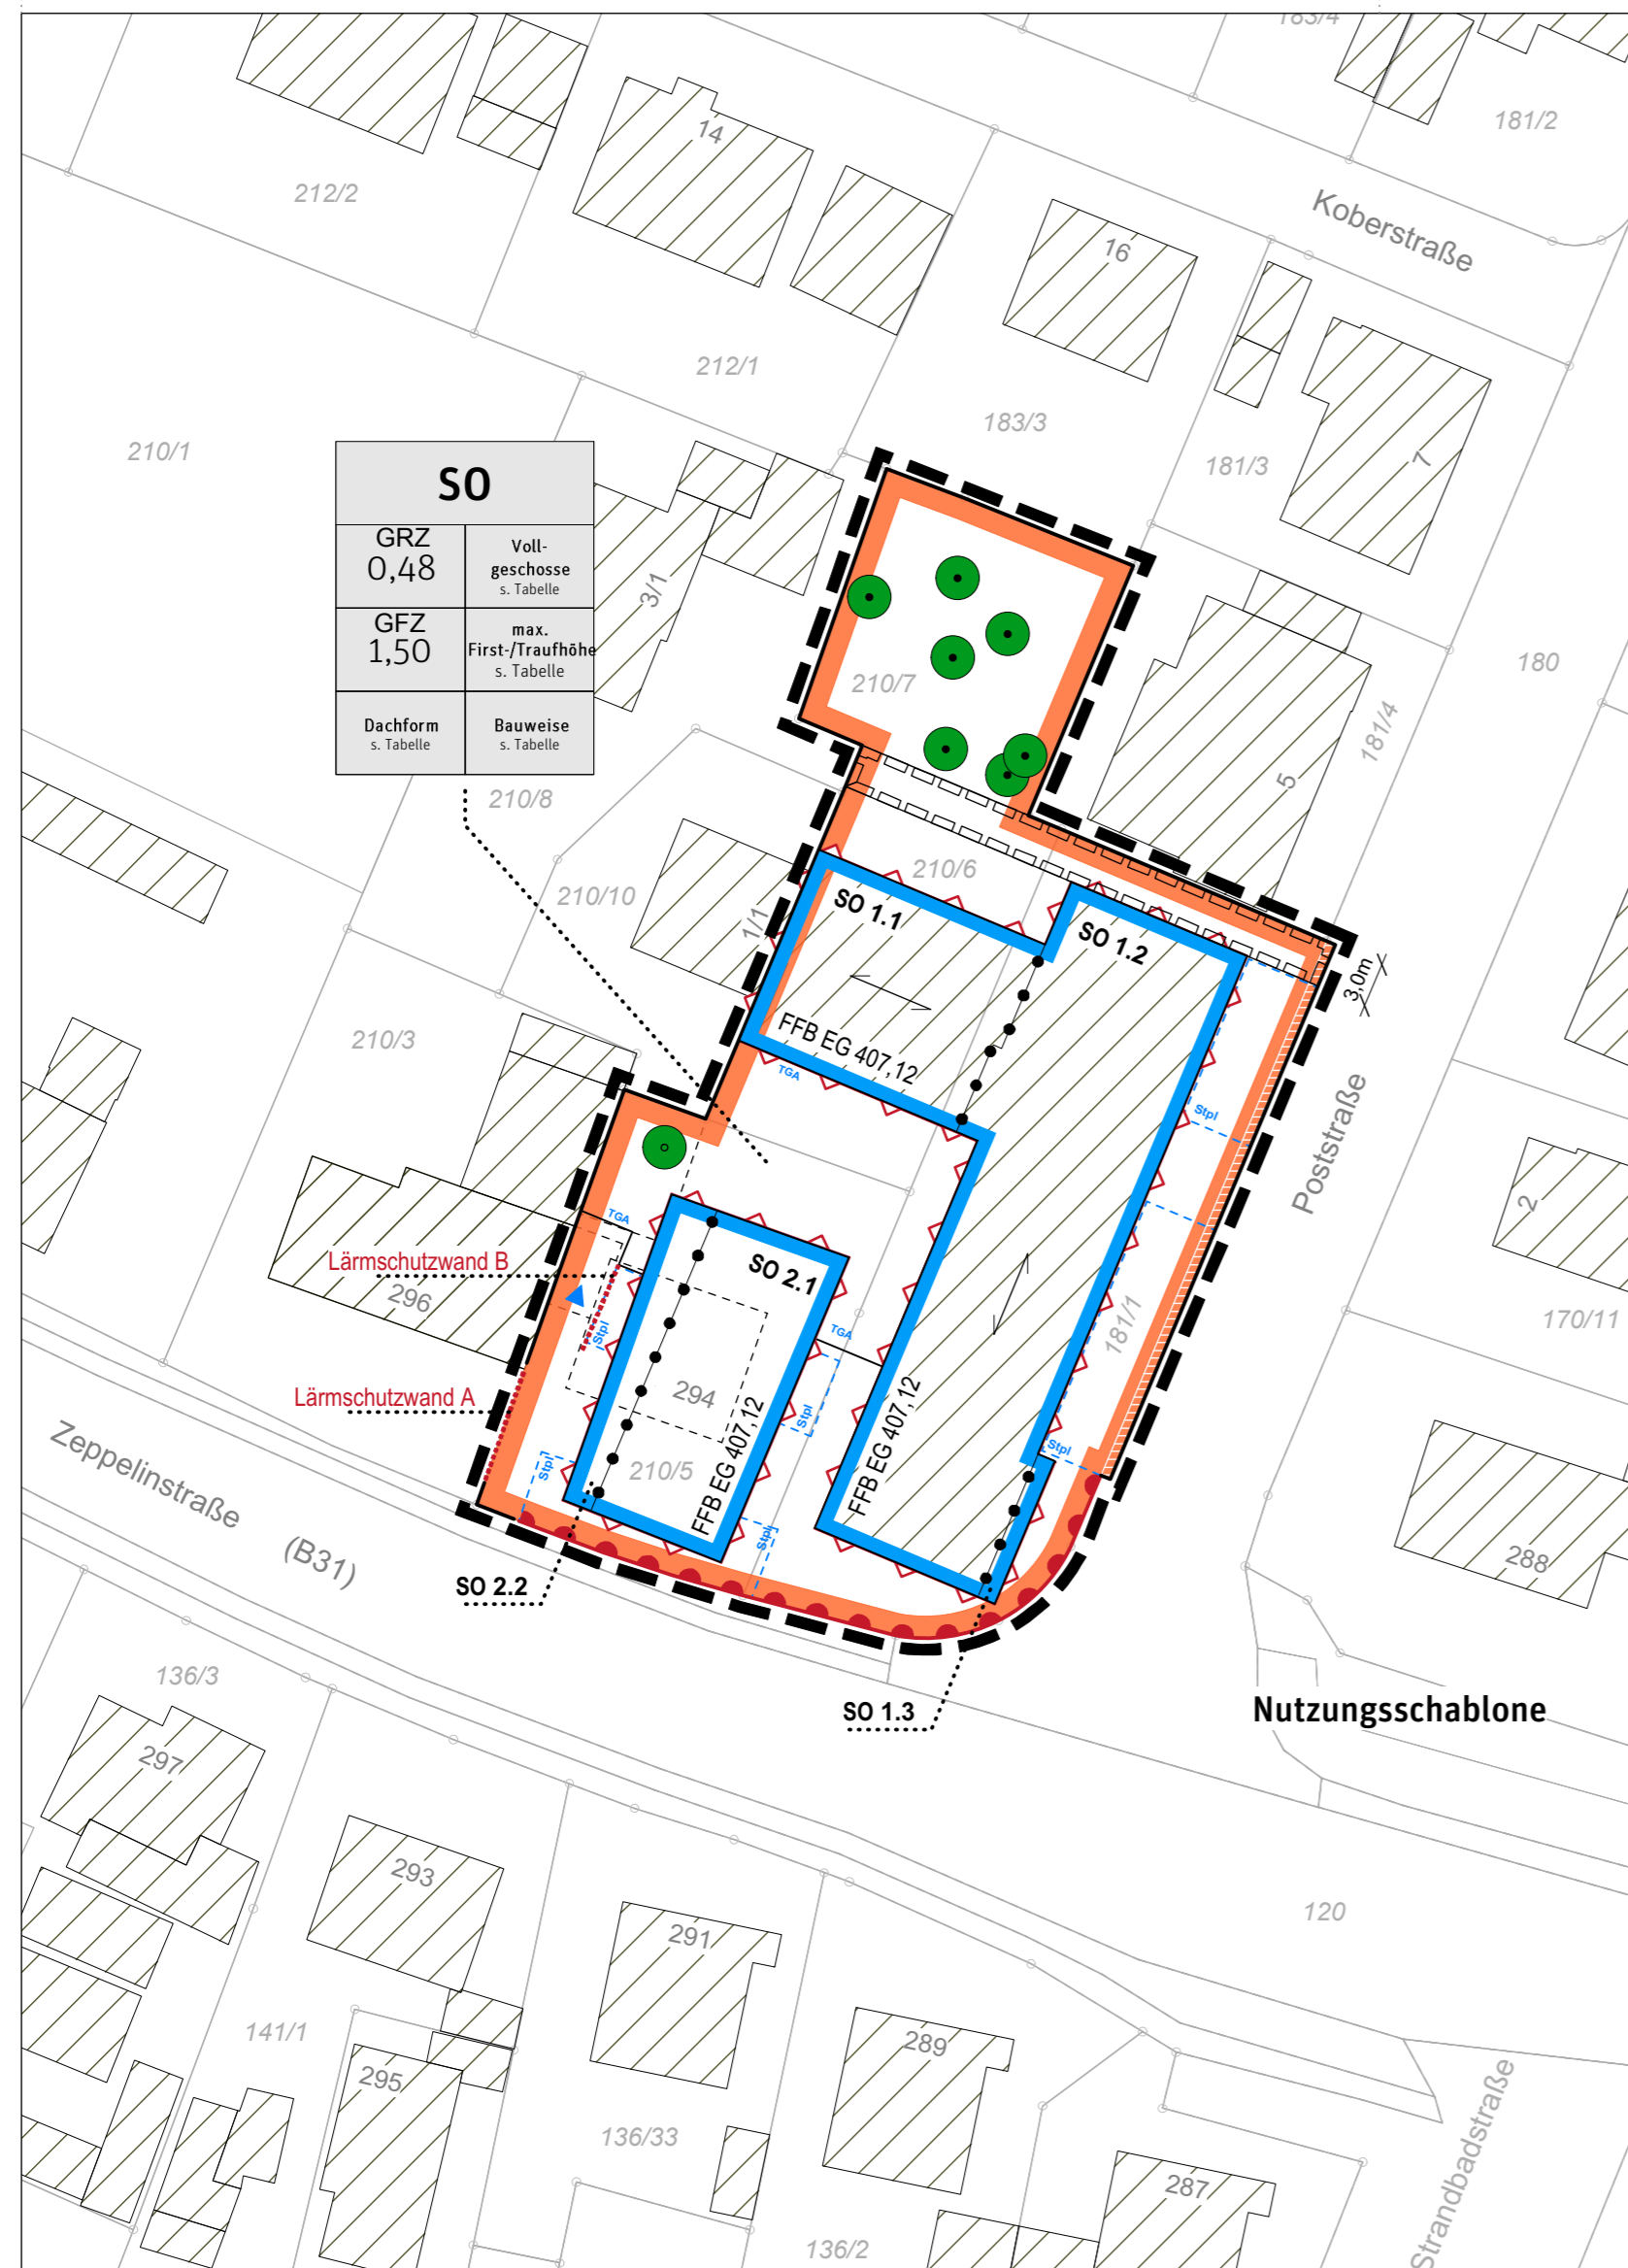 183/4
181/2
14
212/2
Koberstraße
16
212/1
183/3
7
181/3
210/1
SO
GRZ
0,48
Voll-
geschosse
s. Tabelle
GFZ
1,50
max.
First-/Traufhöhe
s. Tabelle
Dachform
s. Tabelle
Bauweise
s. Tabelle
3/1
210/7
180
181/4
5
210/8
210/6
210/10
1/1
SO 1.1
SO 1.2
3,0m
FFB EG 407,12
TGA
210/3
Stpl
Poststraße
2
TGA
Lärmschutzwand B
SO 2.1
296
Stpl
TGA
181/1
170/11
294
Lärmschutzwand A
Stpl
FFB EG 407,12
FFB EG 407,12
Stpl
Zeppelinstraße
(B31)
Stpl
210/5
Stpl
288
SO 2.2
136/3
SO 1.3
Nutzungsschablone
297
293
291
120
141/1
295
289
136/33
287
Strandbadstraße
136/2